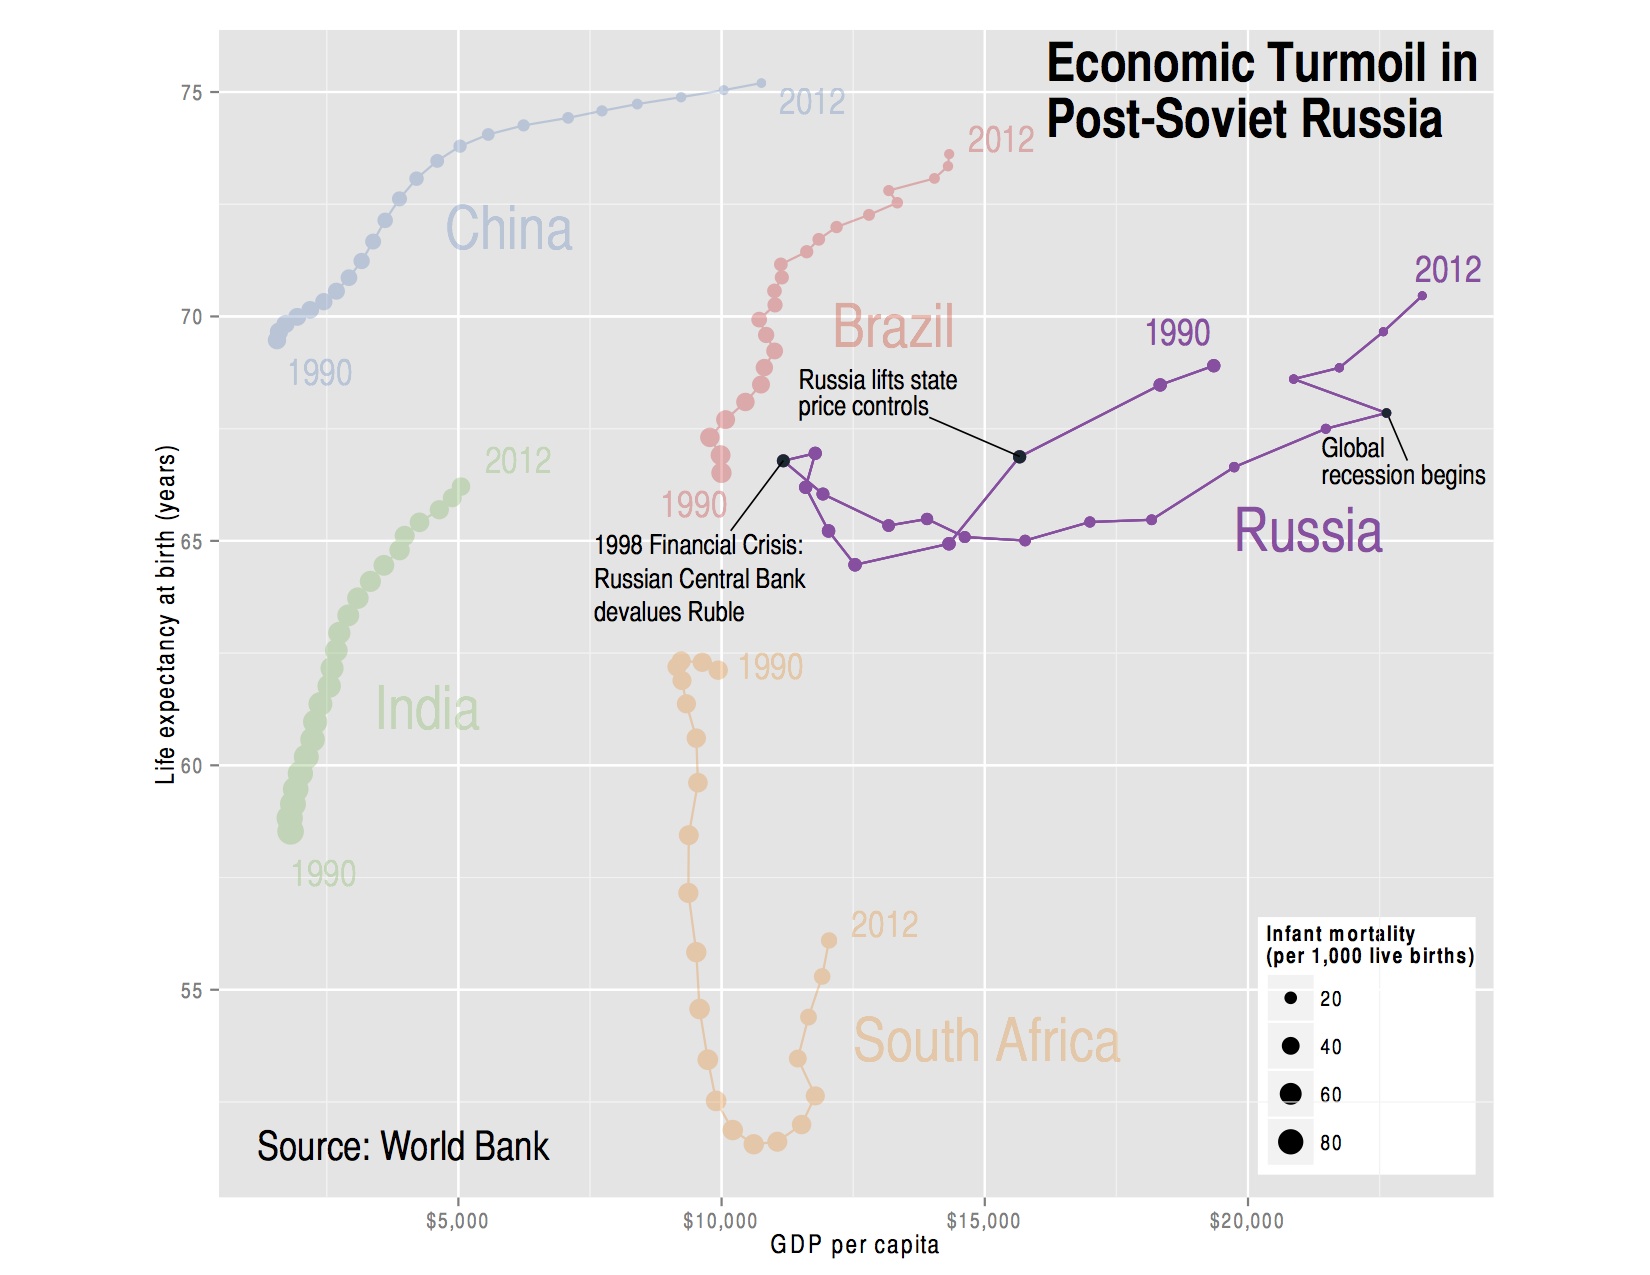 Economic Turmoil in
Post-Soviet Russia
75
2012
2012
China
70
1990
Brazil
1990
2012
Russia lifts state
price controls
Life expectancy at birth (years)
2012
1990
Global
recession begins
Russia
65
1998 Financial Crisis:
Russian Central Bank
devalues Ruble
1990
India
60
1990
2012
55
South Africa
Infant mortality
(per 1,000 live births)
20
40
60
80
Source: World Bank
$5,000
$10,000
$15,000
$20,000
GDP per capita